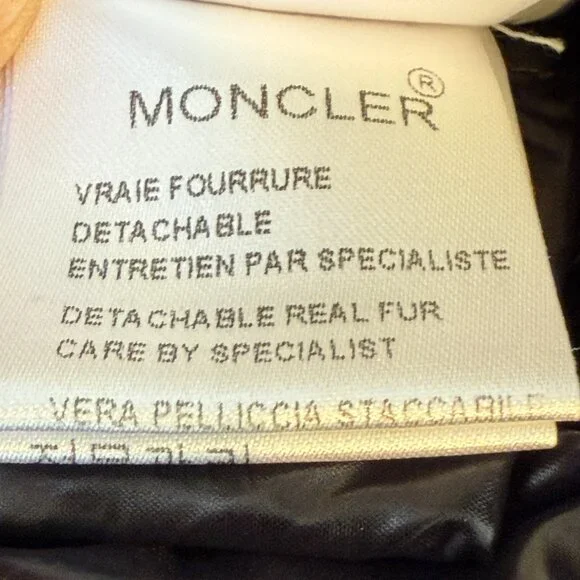 MONCLER®
VRAIE FOURRURE
DETACHABLE
ENTRETIEN PAR SPECIALISTE
DETACHABLE REAL FUR
CARE BY SPECIALIST
VERA PELLICCIA STACCABILE